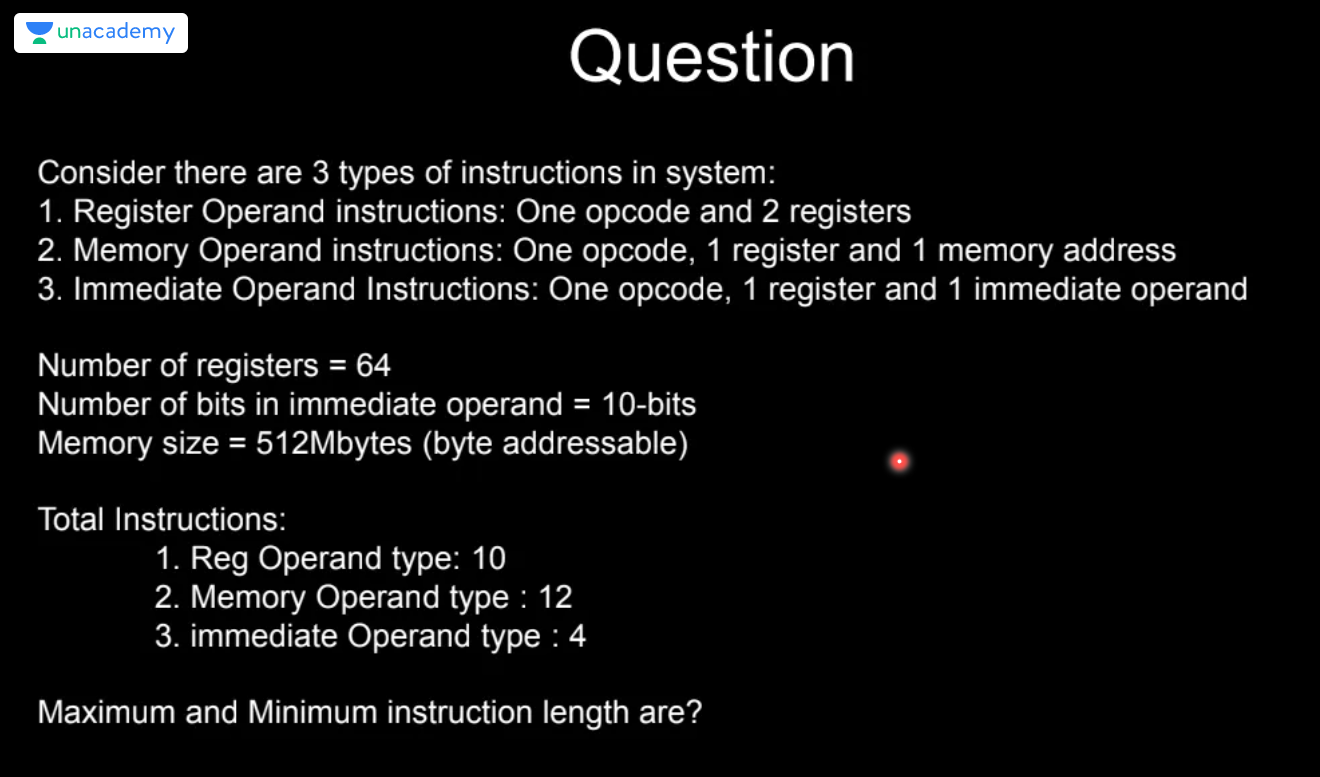 unacademy
Question
Consider there are 3 types of instructions in system:
1. Register Operand instructions: One opcode and 2 registers
2. Memory Operand instructions: One opcode, 1 register and 1 memory address
3. Immediate Operand Instructions: One opcode, 1 register and 1 immediate operand
Number of registers = 64
Number of bits in immediate operand = 10-bits
Memory size = 512Mbytes (byte addressable)
Total Instructions:
1. Reg Operand type: 10
2. Memory Operand type : 12
3. immediate Operand type : 4
Maximum and Minimum instruction length are?